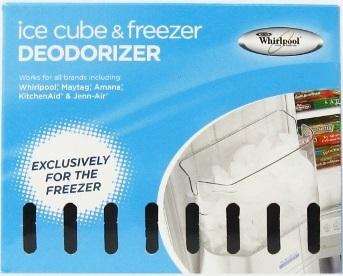 ice cube & freezer
DEODORIZER
Whirlpool®
Works for all brands including:
Whirlpool®, Maytag®, Amana®,
KitchenAid® & Jenn-Air®
EXCLUSIVELY
FOR THE
FREEZER